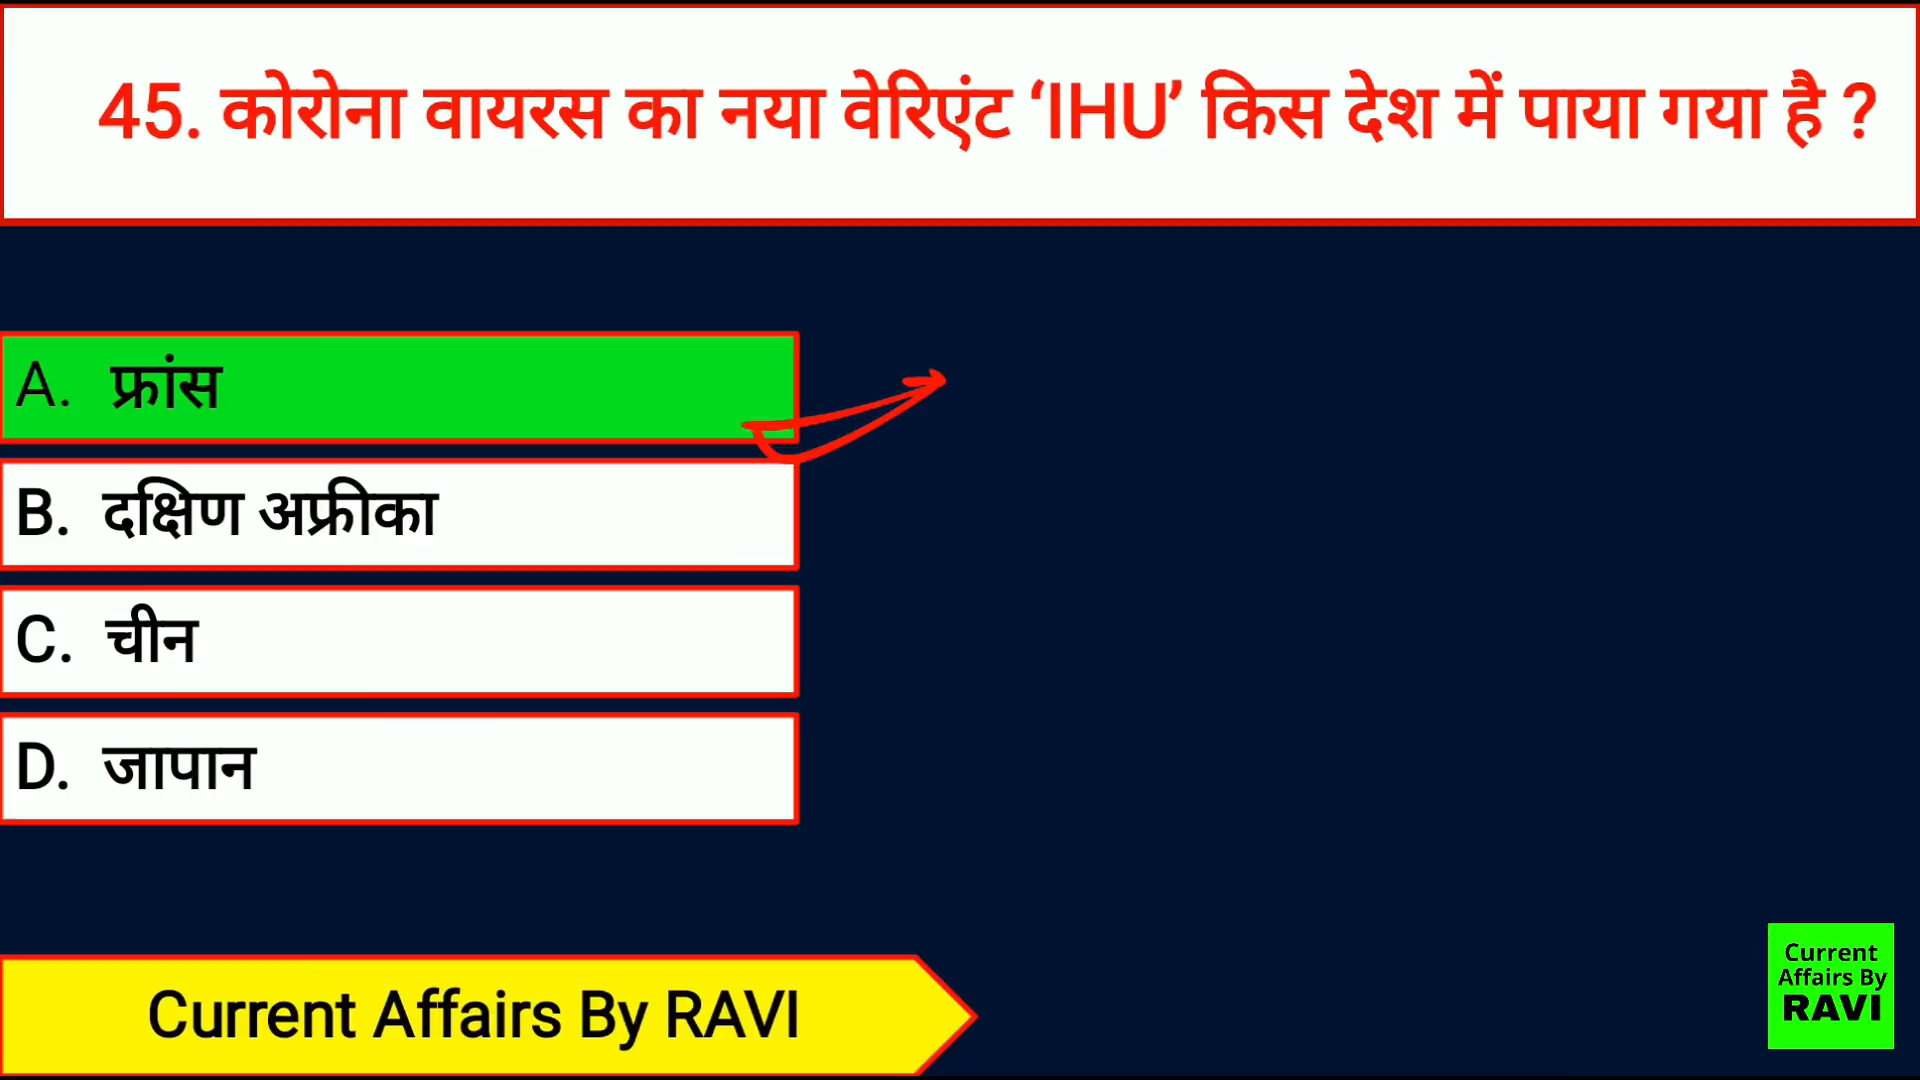 45. कोरोना वायरस का नया वेरिएंट ‘IHU’ किस देश में पाया गया है ?
A. फ्रांस
B. दक्षिण अफ्रीका
C. चीन
D. जापान
Current Affairs By RAVI
Current
Affairs By
RAVI